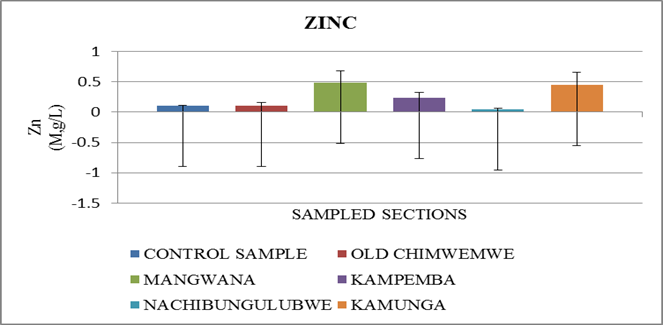 ZINC
Zn
(M,g/L)
1
0.5
0
-0.5
-1
-1.5
SAMPLED SECTIONS
CONTROL SAMPLE OLD CHIMWEMWE
MANGWANA KAMPEMBA
NACHIBUNGULUBWE KAMUNGA